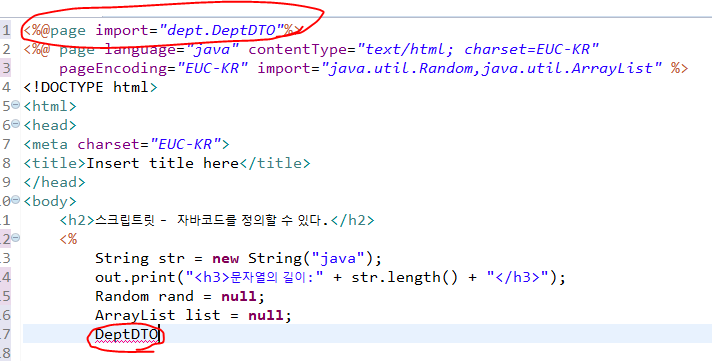 1 <%@page import="dept.DeptDTO"%>
2 <%@ page language="java" contentType="text/html; charset=EUC-KR"
3     pageEncoding="EUC-KR" import="java.util.Random,java.util.ArrayList" %>
4 <!DOCTYPE html>
5 <html>
6 <head>
7 <meta charset="EUC-KR">
8 <title>Insert title here</title>
9 </head>
10 <body>
11     <h2>스크립트릿 - 자바코드를 정의할 수 있다.</h2>
12     <%
13         String str = new String("java");
14         out.print("<h3>문자열의 길이:" + str.length() + "</h3>");
15         Random rand = null;
16         ArrayList list = null;
17         DeptDTO
18